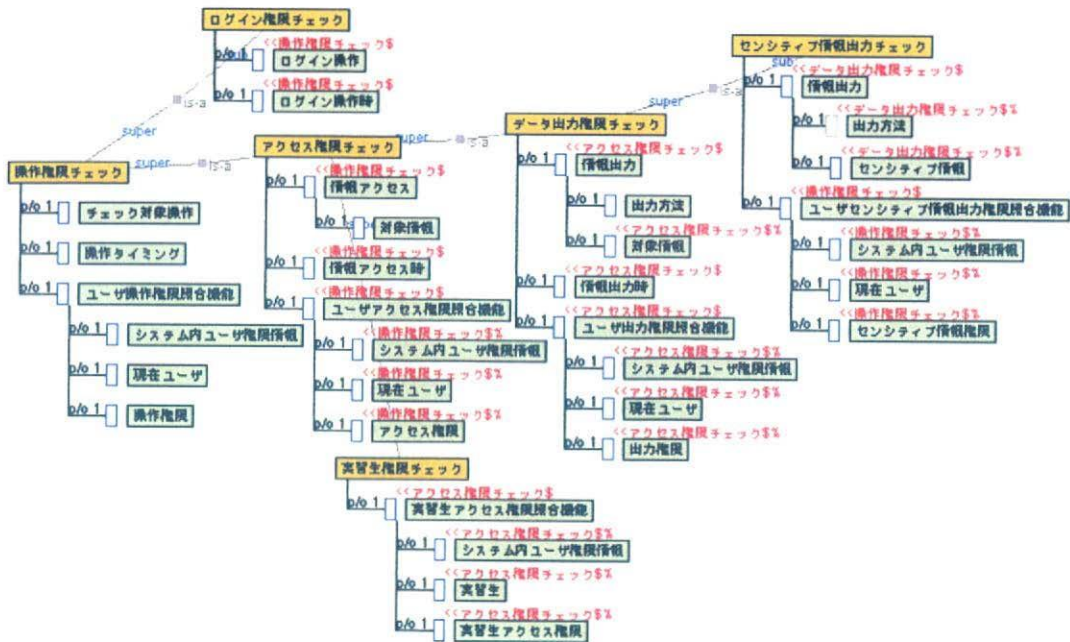 ログイン権限チェック
<<操作権限チェック$
p/o 1
sub
ログイン操作
<<操作権限チェック$
p/o 1
ログイン操作時
is-a
super
操作権限チェック
p/o 1
チェック対象操作
p/o 1
操作タイミング
p/o 1
ユーザ操作権限照合機能
p/o 1
システム内ユーザ権限情報
p/o 1
現在ユーザ
p/o 1
操作権限
super
is-a
アクセス権限チェック
<<操作権限チェック$
p/o 1
情報アクセス
p/o 1
対象情報
<<操作権限チェック$
p/o 1
情報アクセス時
<<操作権限チェック$
p/o 1
ユーザアクセス権限照合機能
<<操作権限チェック$%
p/o 1
システム内ユーザ権限情報
<<操作権限チェック$%
p/o 1
現在ユーザ
<<操作権限チェック$%
p/o 1
アクセス権限
super
is-a
データ出力権限チェック
<<アクセス権限チェック$
p/o 1
情報出力
p/o 1
出力方法
<<アクセス権限チェック$%
p/o 1
対象情報
<<アクセス権限チェック$
p/o 1
情報出力時
<<アクセス権限チェック$
p/o 1
ユーザ出力権限照合機能
<<アクセス権限チェック$%
p/o 1
システム内ユーザ権限情報
<<アクセス権限チェック$%
p/o 1
現在ユーザ
<<アクセス権限チェック$%
p/o 1
出力権限
super
is-a
sub
センシティブ情報出力チェック
<<データ出力権限チェック$
p/o 1
情報出力
<<データ出力権限チェック$%
p/o 1
出力方法
<<データ出力権限チェック$%
p/o 1
センシティブ情報
<<操作権限チェック$
p/o 1
ユーザセンシティブ情報出力権限照合機能
<<操作権限チェック$%
p/o 1
システム内ユーザ権限情報
<<操作権限チェック$%
p/o 1
現在ユーザ
<<操作権限チェック$%
p/o 1
センシティブ情報権限
実習生権限チェック
<<アクセス権限チェック$
p/o 1
実習生アクセス権限照合機能
<<アクセス権限チェック$%
p/o 1
システム内ユーザ権限情報
<<アクセス権限チェック$%
p/o 1
実習生
<<アクセス権限チェック$%
p/o 1
実習生アクセス権限